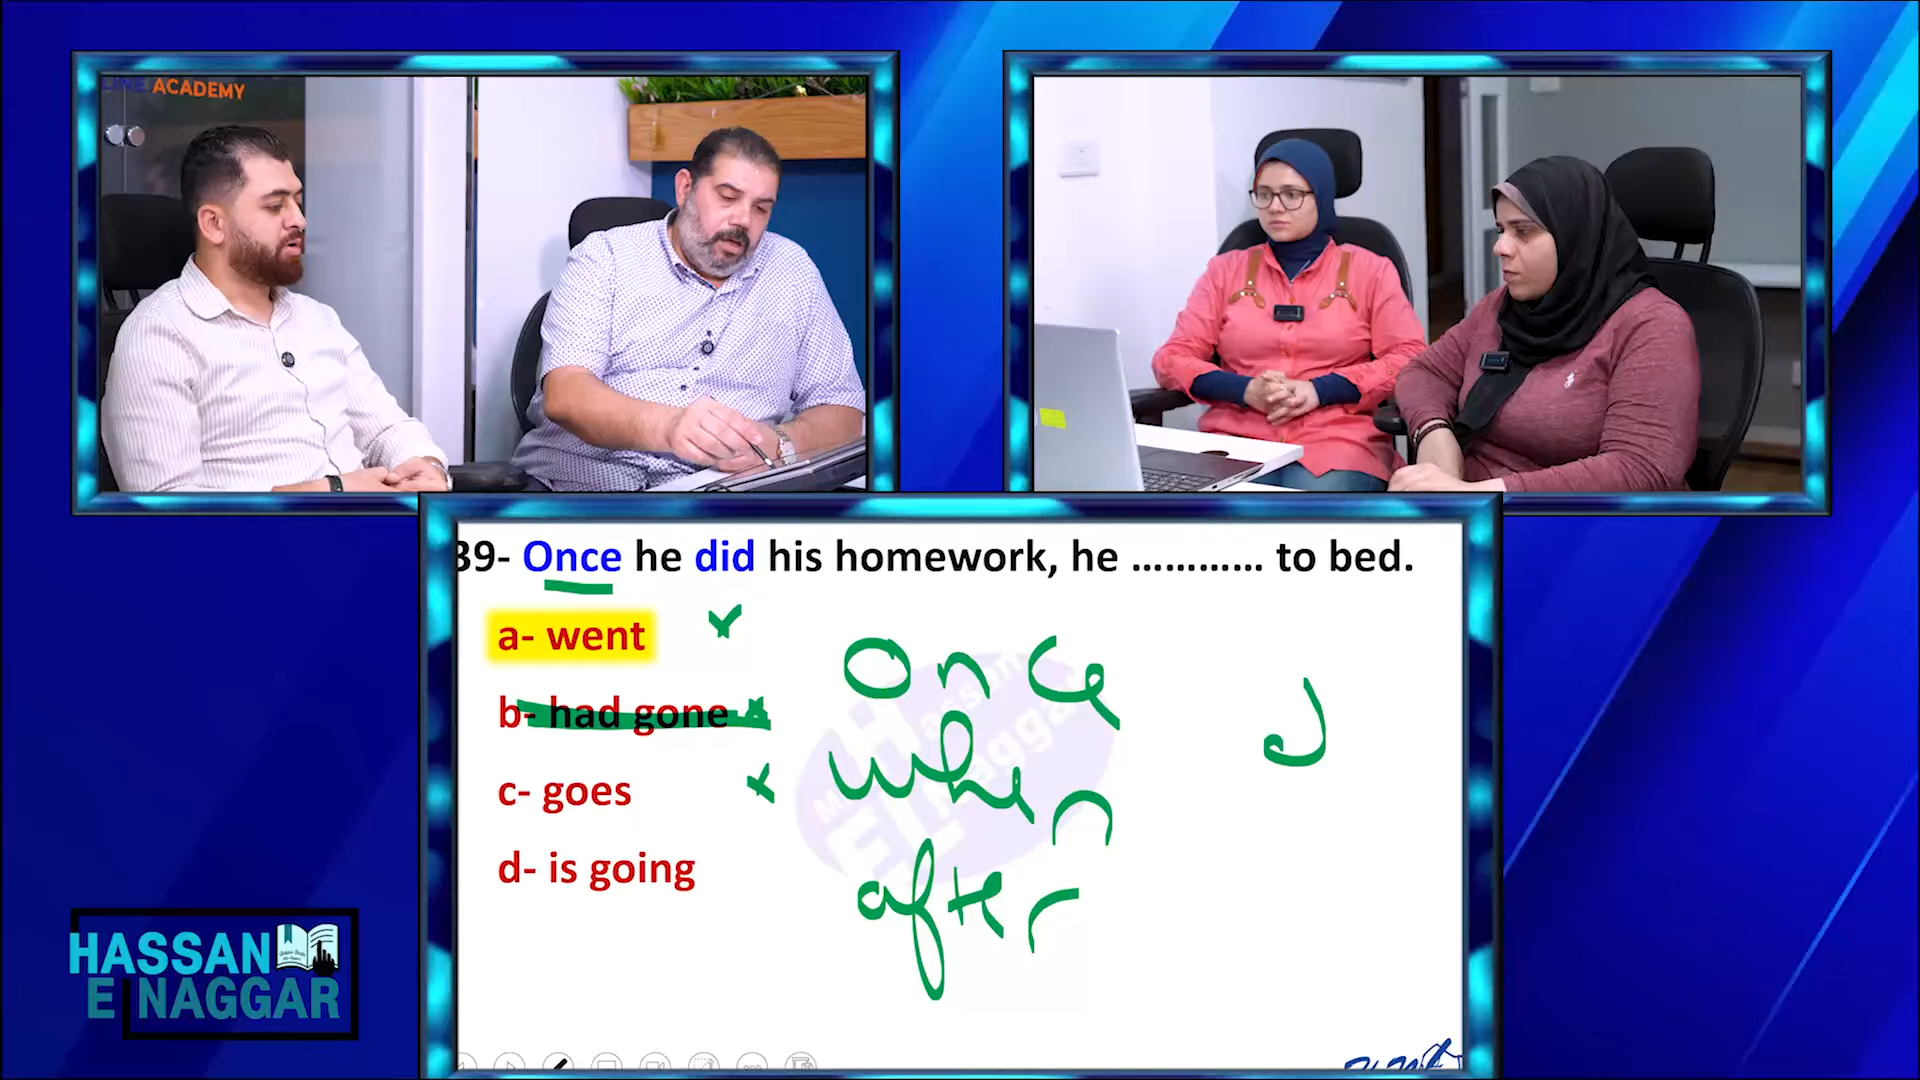 LINE ACADEMY
39- Once he did his homework, he ............ to bed.
a- went
b- had gone
c- goes
d- is going
Once
when
after
HASSAN
E NAGGAR